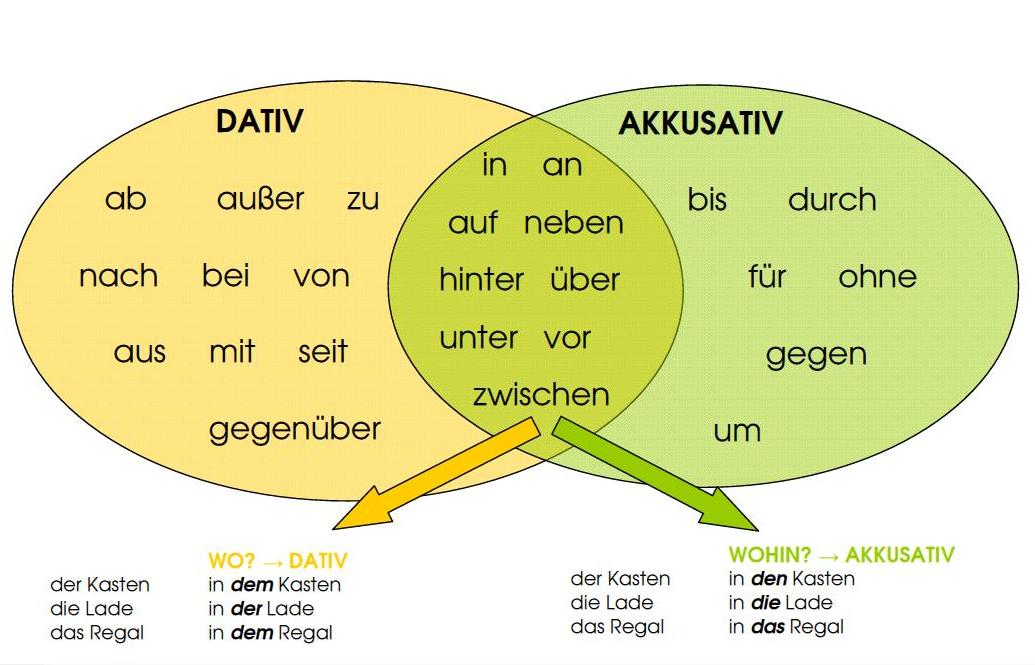 DATIV
ab außer zu
nach bei von
aus mit seit
gegenüber
in an
auf neben
hinter über
unter vor
zwischen
AKKUSATIV
bis durch
für ohne
gegen
um
WO? → DATIV
der Kasten in dem Kasten
die Lade in der Lade
das Regal in dem Regal
WOHIN? → AKKUSATIV
der Kasten in den Kasten
die Lade in die Lade
das Regal in das Regal